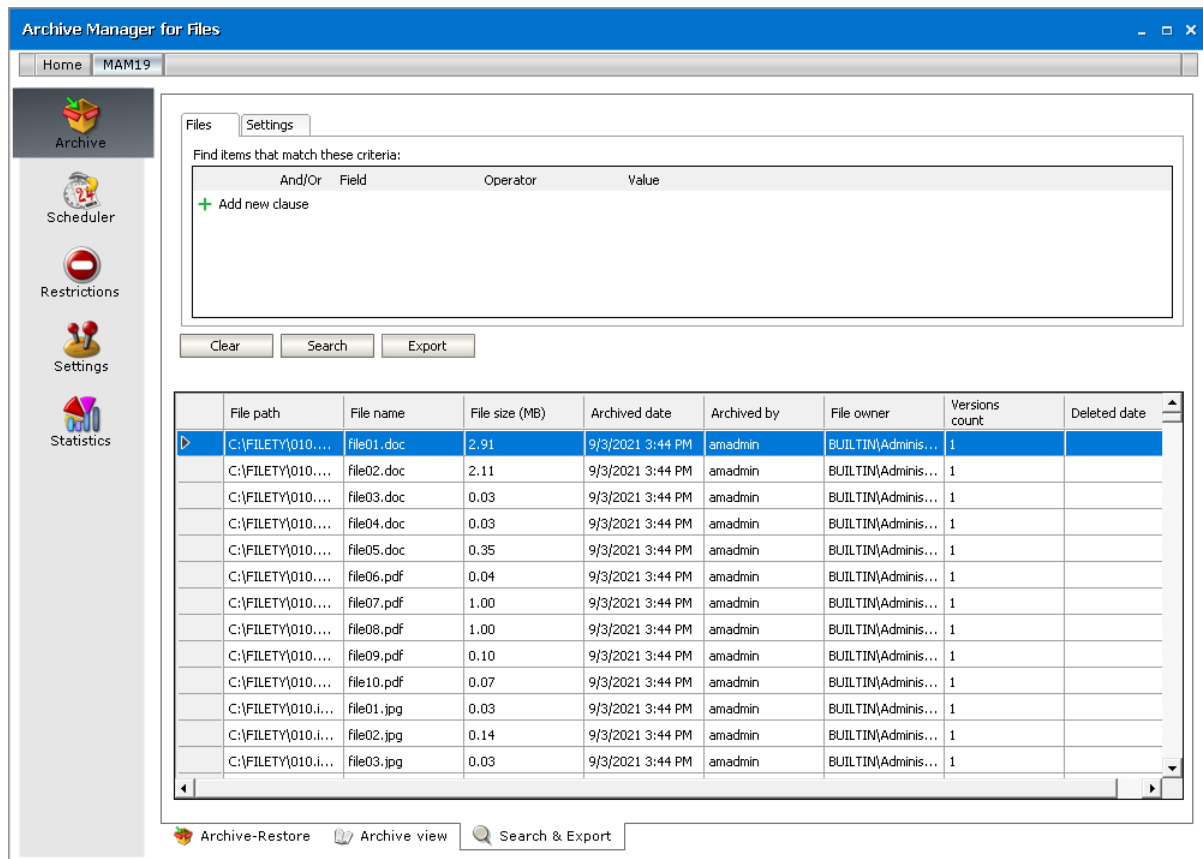 Archive Manager for Files
Home MAM19
Archive
Scheduler
Restrictions
Settings
Statistics
Files Settings
Find items that match these criteria:
And/Or Field Operator Value
Add new clause
Clear Search Export
File path File name File size (MB) Archived date Archived by File owner Versions count Deleted date
C:\FILETY\010.... file01.doc 2.91 9/3/2021 3:44 PM amadmin BUILTIN\Adminis... 1
C:\FILETY\010.... file02.doc 2.11 9/3/2021 3:44 PM amadmin BUILTIN\Adminis... 1
C:\FILETY\010.... file03.doc 0.03 9/3/2021 3:44 PM amadmin BUILTIN\Adminis... 1
C:\FILETY\010.... file04.doc 0.03 9/3/2021 3:44 PM amadmin BUILTIN\Adminis... 1
C:\FILETY\010.... file05.doc 0.35 9/3/2021 3:44 PM amadmin BUILTIN\Adminis... 1
C:\FILETY\010.... file06.pdf 0.04 9/3/2021 3:44 PM amadmin BUILTIN\Adminis... 1
C:\FILETY\010.... file07.pdf 1.00 9/3/2021 3:44 PM amadmin BUILTIN\Adminis... 1
C:\FILETY\010.... file08.pdf 1.00 9/3/2021 3:44 PM amadmin BUILTIN\Adminis... 1
C:\FILETY\010.... file09.pdf 0.10 9/3/2021 3:44 PM amadmin BUILTIN\Adminis... 1
C:\FILETY\010.... file10.pdf 0.07 9/3/2021 3:44 PM amadmin BUILTIN\Adminis... 1
C:\FILETY\010.i... file01.jpg 0.03 9/3/2021 3:44 PM amadmin BUILTIN\Adminis... 1
C:\FILETY\010.i... file02.jpg 0.14 9/3/2021 3:44 PM amadmin BUILTIN\Adminis... 1
C:\FILETY\010.i... file03.jpg 0.03 9/3/2021 3:44 PM amadmin BUILTIN\Adminis... 1
Archive-Restore Archive view Search & Export